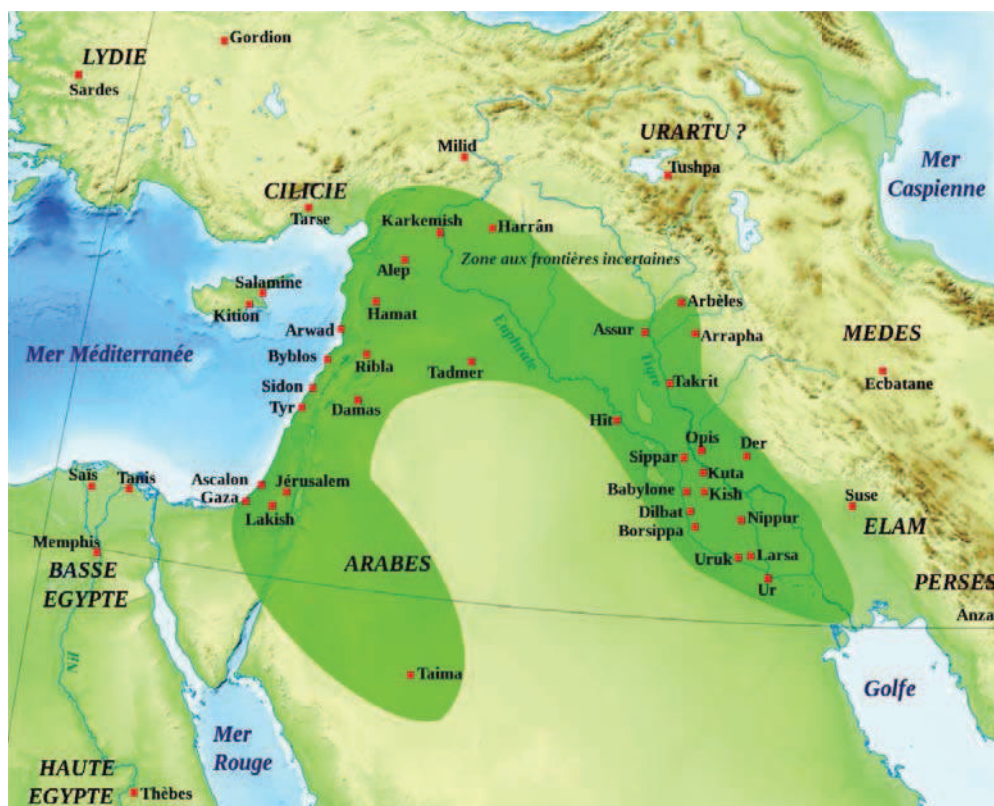 Gordion
LYDIE
Sardes
Milid
URARTU ?
Tushpa
Mer
Caspienne
CILICIE
Tarse
Karkemish
Harrân
Zone aux frontières incertaines
Alep
Salamine
Kition
Hamat
Arbèles
Arwad
Assur
Arrapha
MEDES
Mer Méditerranée
Byblos
Ribla
Euphrate
Tigre
Tadmer
Ecbatane
Sidon
Takrit
Tyr
Damas
Hît
Opis
Der
Sippar
Kuta
Saïs
Tanis
Ascalon
Jérusalem
Gaza
Lakish
Babylone
Kish
Suse
Dilbat
Nippur
Borsippa
ELAM
Memphis
BASSE
EGYPTE
ARABES
Uruk
Larsa
Ur
PERSES
Anza
Nil
Taima
Golfe
Mer
Rouge
HAUTE
EGYPTE
Thèbes